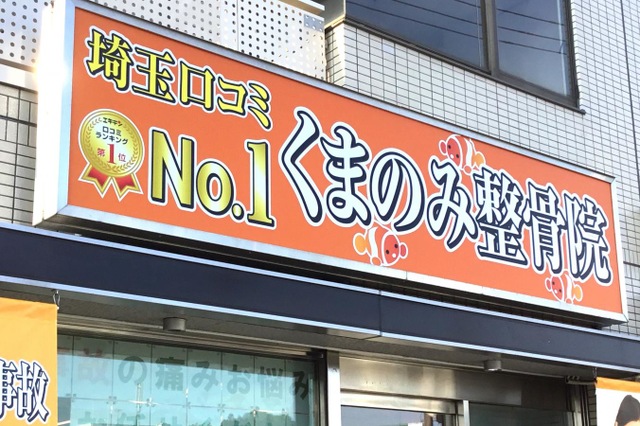 埼玉口コミ
エキテン
口コミ
ランキング
第1位
No.1
くまのみ整骨院
故の痛みお悩み
事故